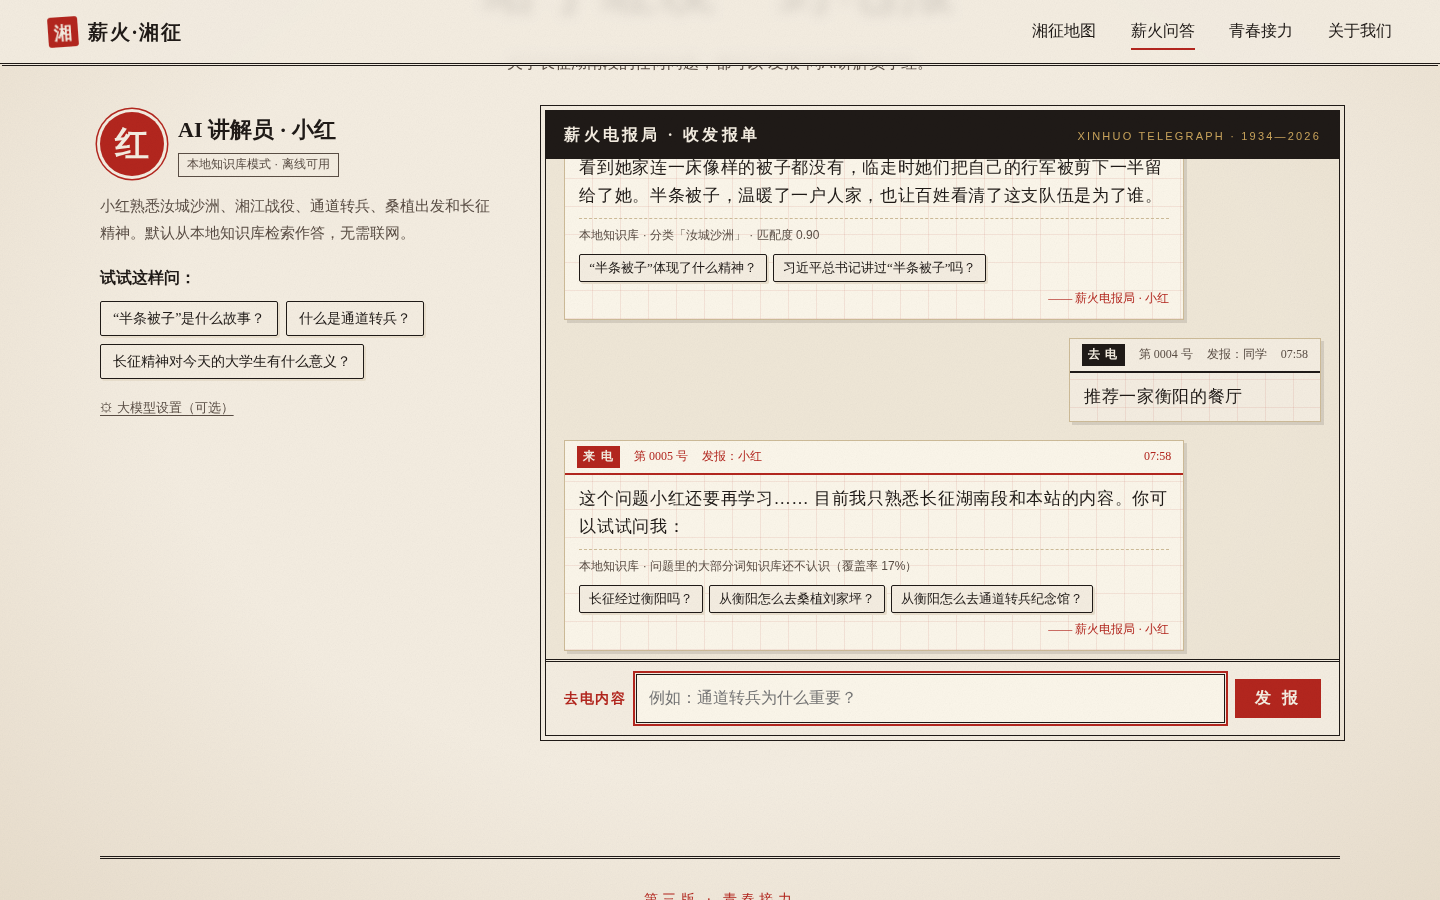 湘 薪火·湘征
湘征地图 薪火问答 青春接力 关于我们
红
AI 讲解员 · 小红
本地知识库模式 · 离线可用
小红熟悉汝城沙洲、湘江战役、通道转兵、桑植出发和长征
精神。默认从本地知识库检索作答，无需联网。
试试这样问：
“半条被子”是什么故事？
什么是通道转兵？
长征精神对今天的大学生有什么意义？
大模型设置（可选）
薪火电报局 · 收发报单
XINHUO TELEGRAPH · 1934—2026
看到她家连一床像样的被子都没有，临走时她们把自己的行军被剪下一半留
给了她。半条被子，温暖了一户人家，也让百姓看清了这支队伍是为了谁。
本地知识库 · 分类「汝城沙洲」 · 匹配度 0.90
“半条被子”体现了什么精神？
习近平总书记讲过“半条被子”吗？
—— 薪火电报局 · 小红
去电 第 0004 号 发报：同学 07:58
推荐一家衡阳的餐厅
来电 第 0005 号 发报：小红 07:58
这个问题小红还要再学习…… 目前我只熟悉长征湖南段和本站的内容。你可
以试试问我：
本地知识库 · 问题里的大部分词知识库还不认识（覆盖率 17%）
长征经过衡阳吗？
从衡阳怎么去桑植刘家坪？
从衡阳怎么去通道转兵纪念馆？
—— 薪火电报局 · 小红
去电内容
例如：通道转兵为什么重要？
发报
第三版 · 青春接力